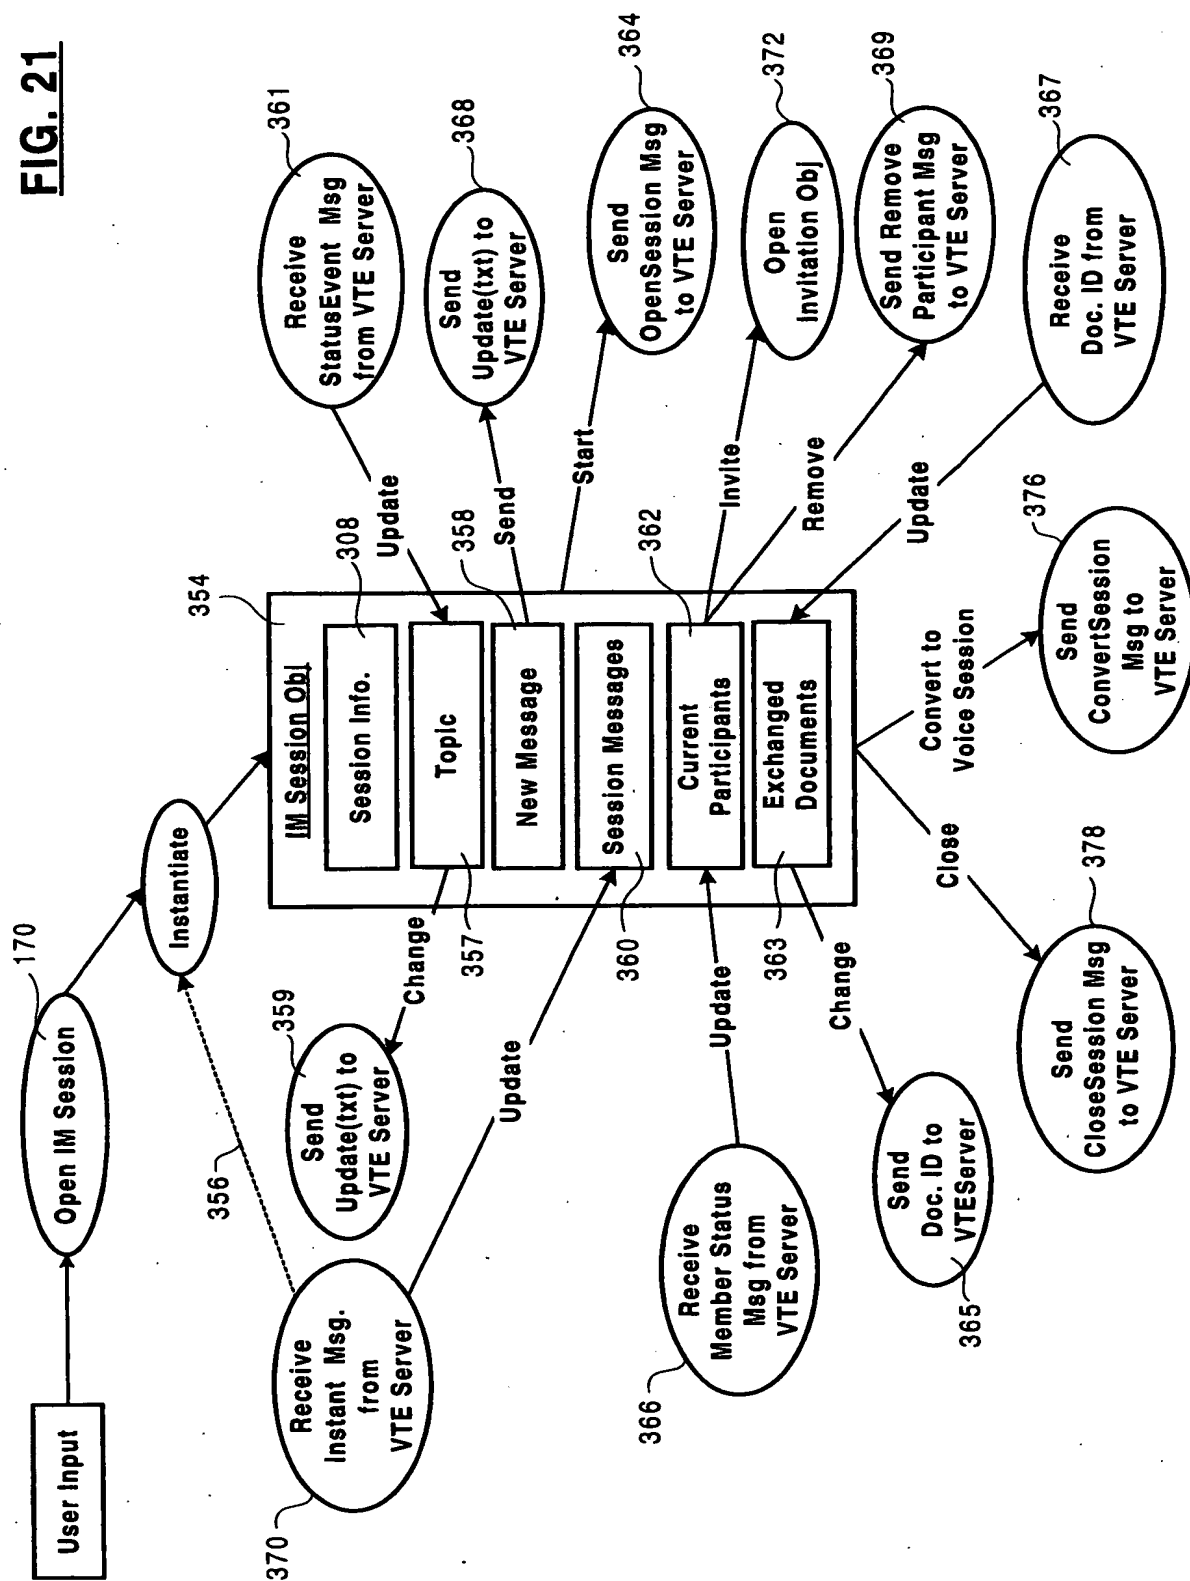 FIG. 21
User Input
Open IM Session
170
Instantiate
356
Receive
Instant Msg.
from
VTE Server
370
Send
Update(txt) to
VTE Server
359
Change
Update
354
IM Session Obj
Session Info.
308
Topic
357
New Message
358
Session Messages
360
Current
Participants
362
Exchanged
Documents
363
Update
Receive
StatusEvent Msg
from VTE Server
361
Send
Send
Update(txt) to
VTE Server
368
Start
Send
OpenSession Msg
to VTE Server
364
Invite
Open
Invitation Obj
372
Remove
Send Remove
Participant Msg
to VTE Server
369
Update
Receive
Doc. ID from
VTE Server
367
Update
Receive
Member Status
Msg from
VTE Server
366
Change
Send
Doc. ID to
VTEServer
365
Close
Send
CloseSession Msg
to VTE Server
378
Convert to
Voice Session
Send
ConvertSession
Msg to
VTE Server
376